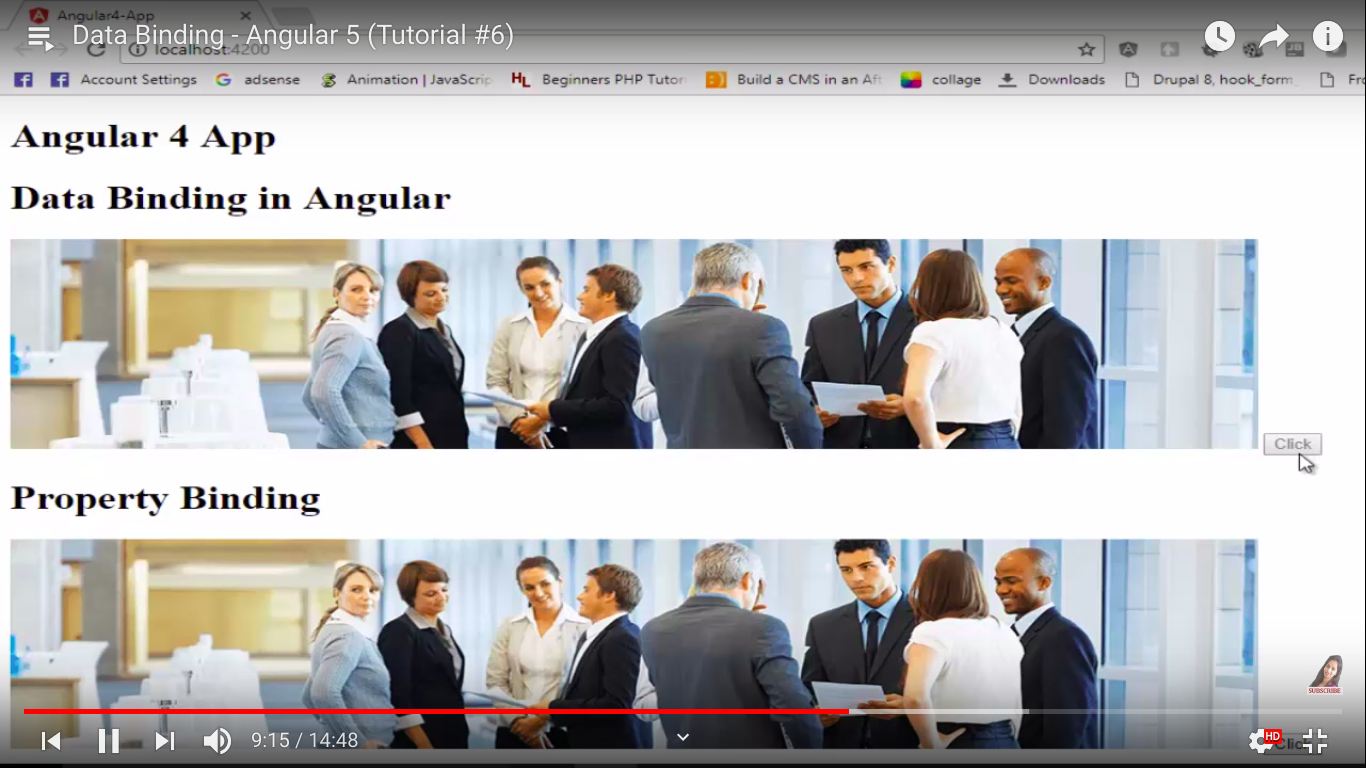 Angular4-App
Data Binding - Angular 5 (Tutorial #6)
localhost:4200
Account Settings adsense Animation | JavaScrip Beginners PHP Tutor Build a CMS in an Aft collage Downloads Drupal 8, hook_form_ Fro
Angular 4 App
Data Binding in Angular
Click
Property Binding
SUBSCRIBE
9:15 / 14:48
HD
Click